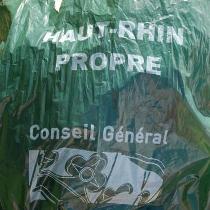 HAUT-RHIN
PROPRE
Conseil Général